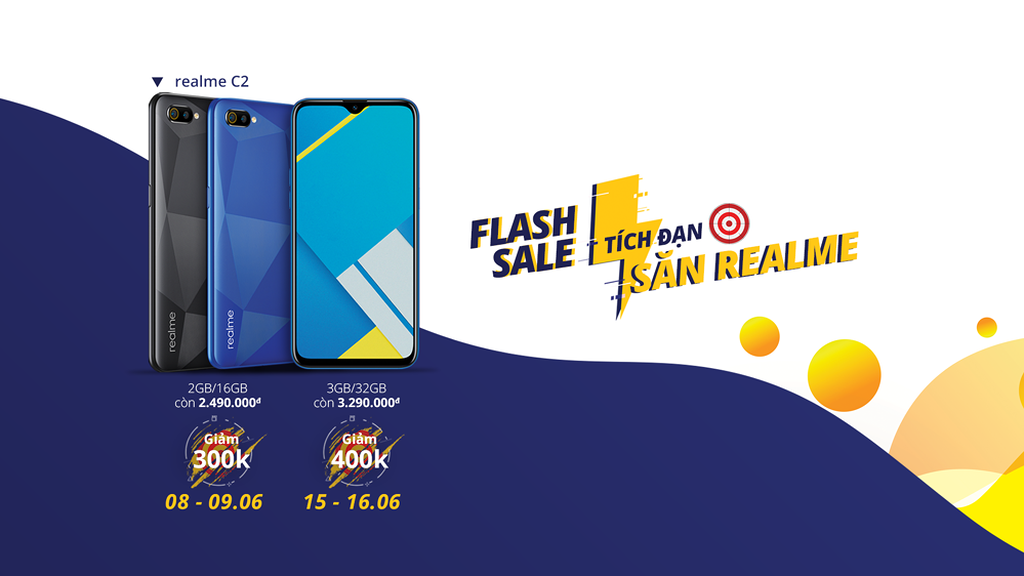 ▼ realme C2
realme
realme
FLASH
SALE
TÍCH ĐẠN
SĂN REALME
2GB/16GB
còn 2.490.000đ
Giảm
300k
08 - 09.06
3GB/32GB
còn 3.290.000đ
Giảm
400k
15 - 16.06